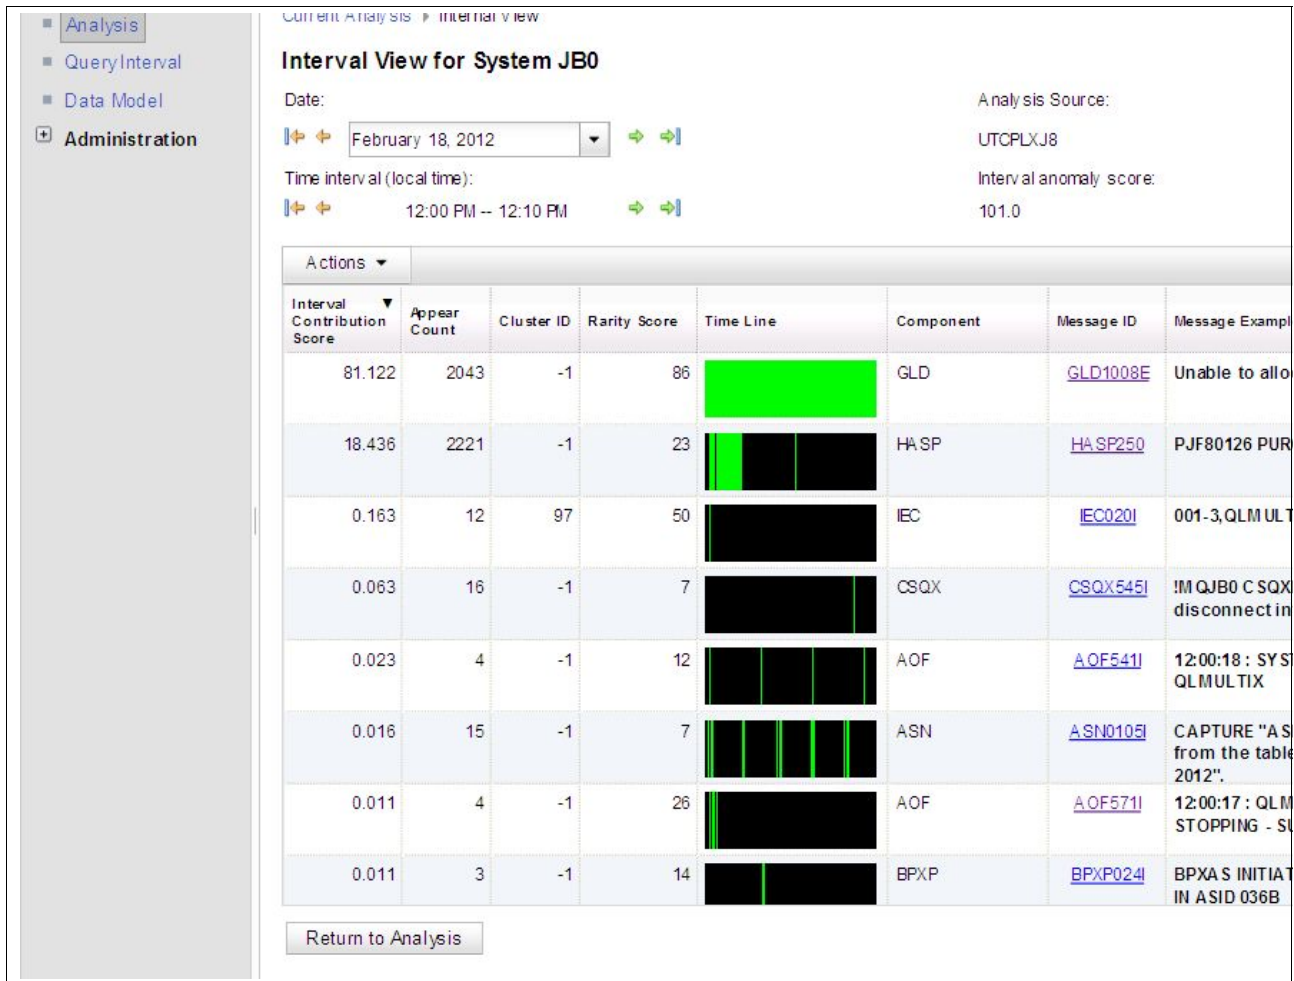 Analysis
Current Analysis
Query Interval
Data Model
Administration
Interval View for System JB0
Date:
Analysis Source:
February 18, 2012
UTCPLXJ8
Time interval (local time):
Interval anomaly score:
12:00 PM -- 12:10 PM
101.0
Actions
Interval Contribution Score
Appear Count
Cluster ID
Rarity Score
Time Line
Component
Message ID
Message Exampl
81.122 2043 -1 86 GLD GLD1008E Unable to allo
18.436 2221 -1 23 HASP HASP250 PJF80126 PUR
0.163 12 97 50 IEC IEC020I 001-3,QLMULT
0.063 16 -1 7 CSQX CSQX545I !MQJB0 CSQX
disconnect in
0.023 4 -1 12 AOF AOF541I 12:00:18 : SYST
QLMULTIX
0.016 15 -1 7 ASN ASN0105I CAPTURE "AS
from the table
2012".
0.011 4 -1 26 AOF AOF571I 12:00:17 : QLM
STOPPING - SU
0.011 3 -1 14 BPXP BPXP024I BPXAS INITIAT
IN ASID 036B
Return to Analysis